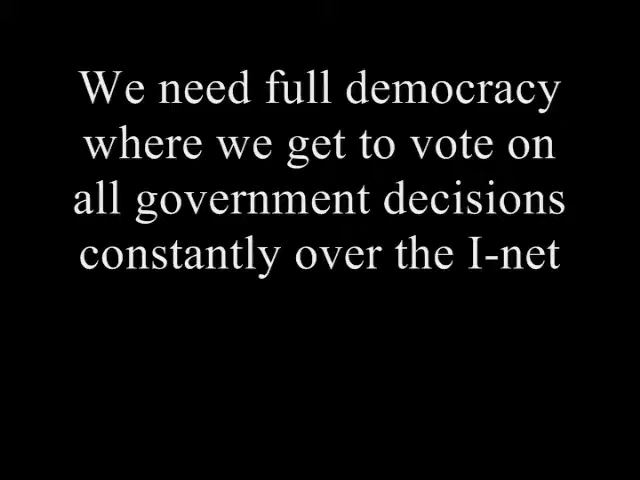 We need full democracy
where we get to vote on
all government decisions
constantly over the I-net